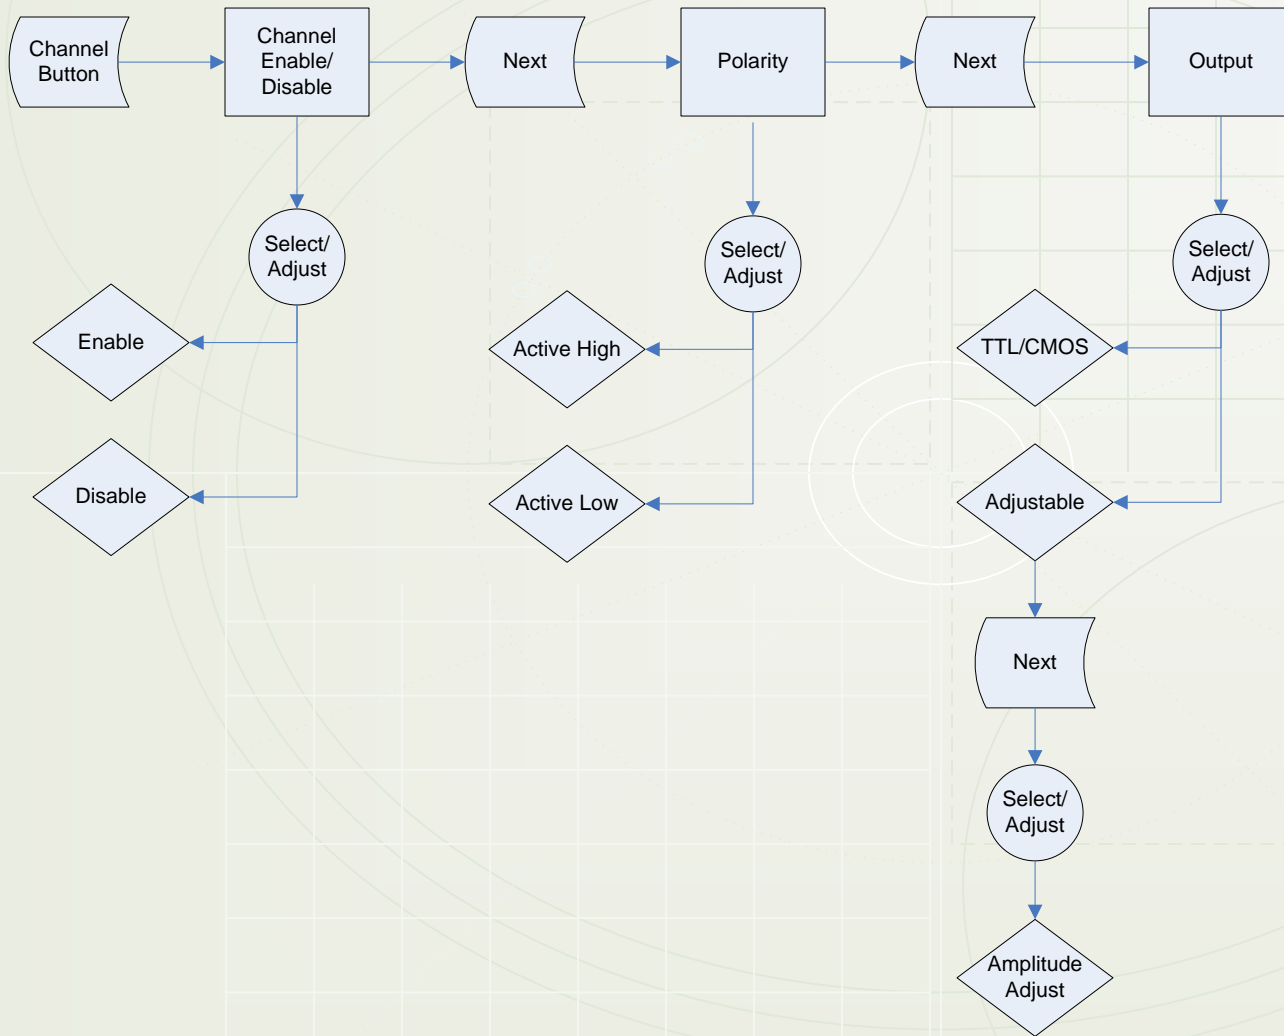 Channel
Button
Channel
Enable/
Disable
Next
Polarity
Next
Output
Select/
Adjust
Select/
Adjust
Select/
Adjust
Enable
Active High
TTL/CMOS
Disable
Active Low
Adjustable
Next
Select/
Adjust
Amplitude
Adjust